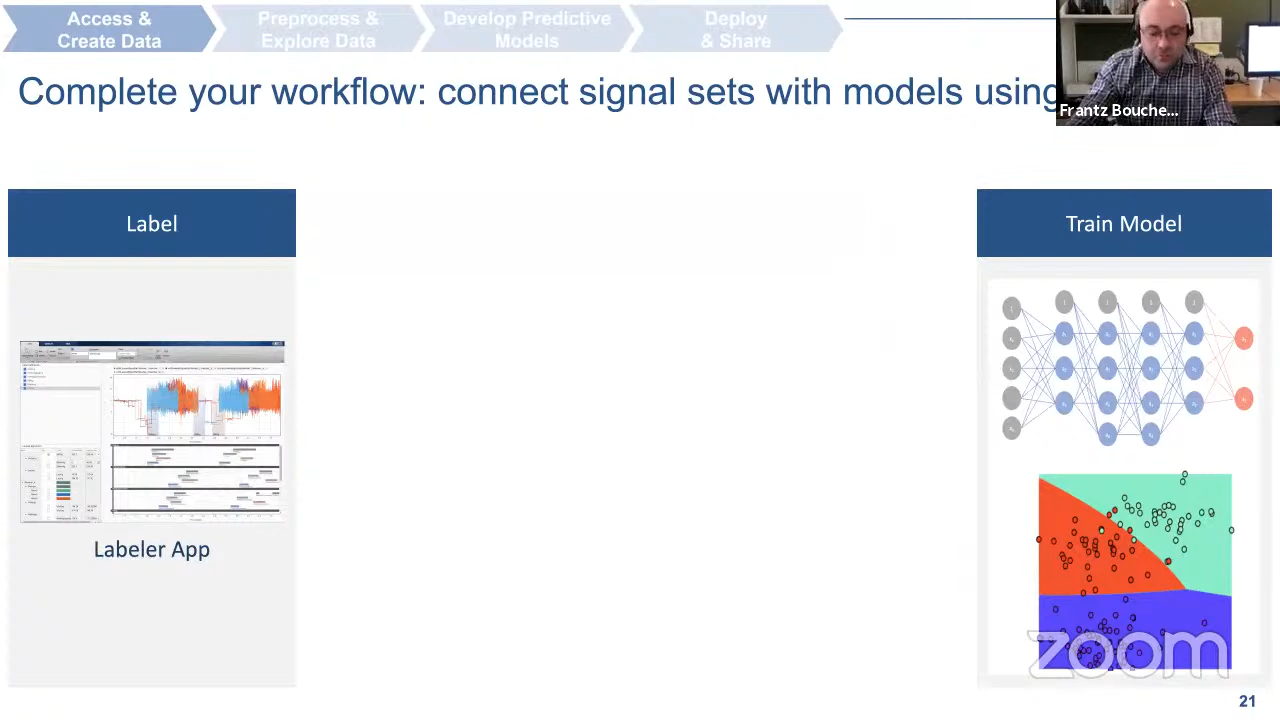 Access &
Create Data
Preprocess &
Explore Data
Develop Predictive
Models
Deploy
& Share
Complete your workflow: connect signal sets with models using
Frantz Bouche...
Label
Train Model
Labeler App
zoom
21